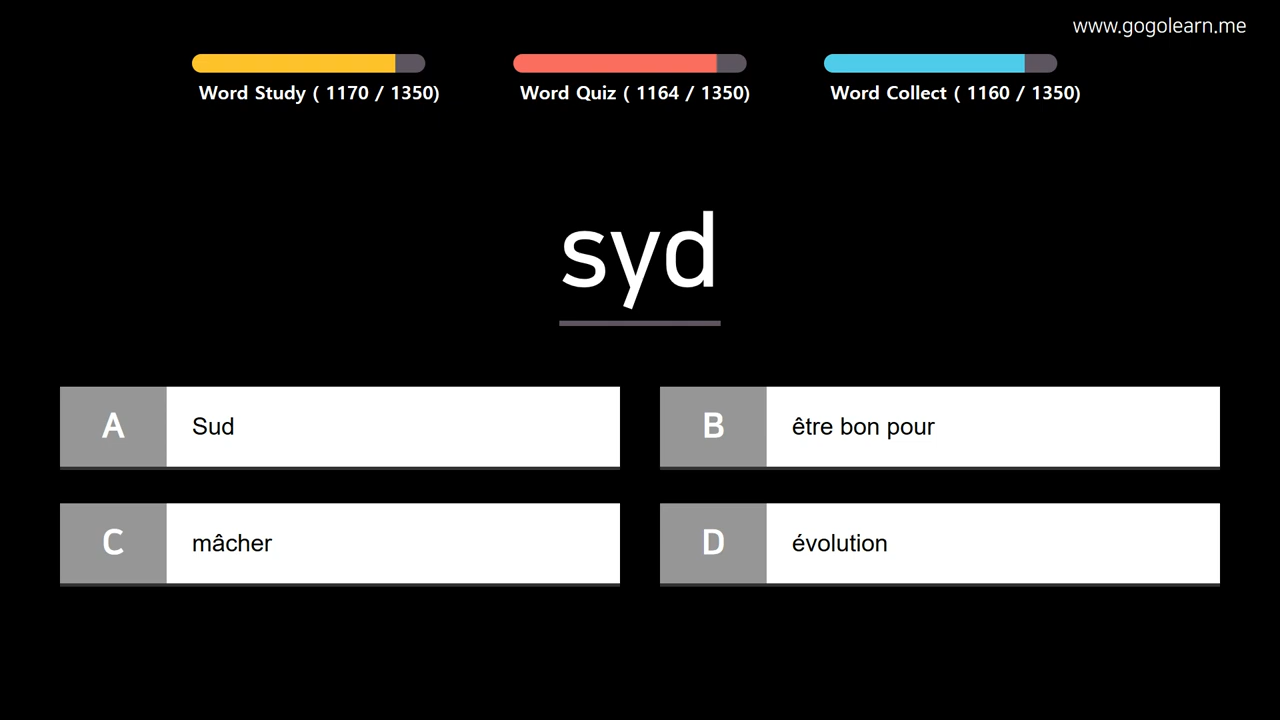 www.gogolearn.me
Word Study ( 1170 / 1350)
Word Quiz ( 1164 / 1350)
Word Collect ( 1160 / 1350)
syd
A Sud
B être bon pour
C mâcher
D évolution